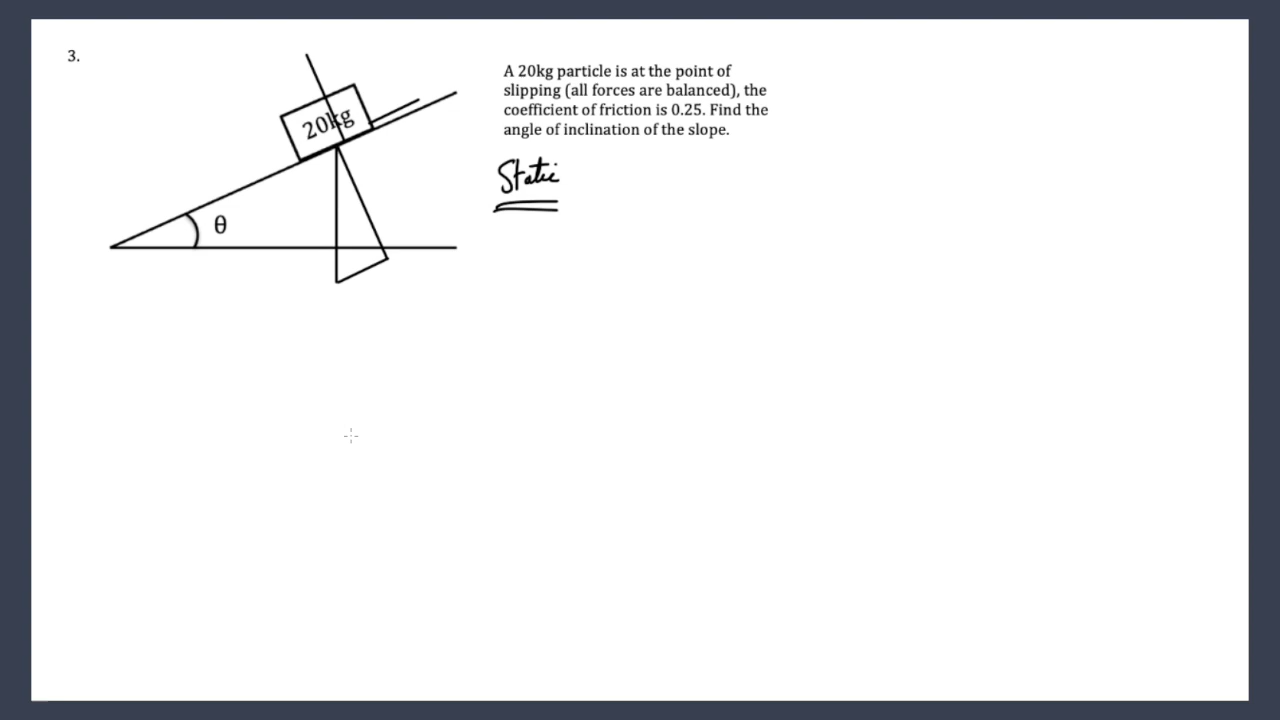 3.
20kg
θ
A 20kg particle is at the point of
slipping (all forces are balanced), the
coefficient of friction is 0.25. Find the
angle of inclination of the slope.
Static